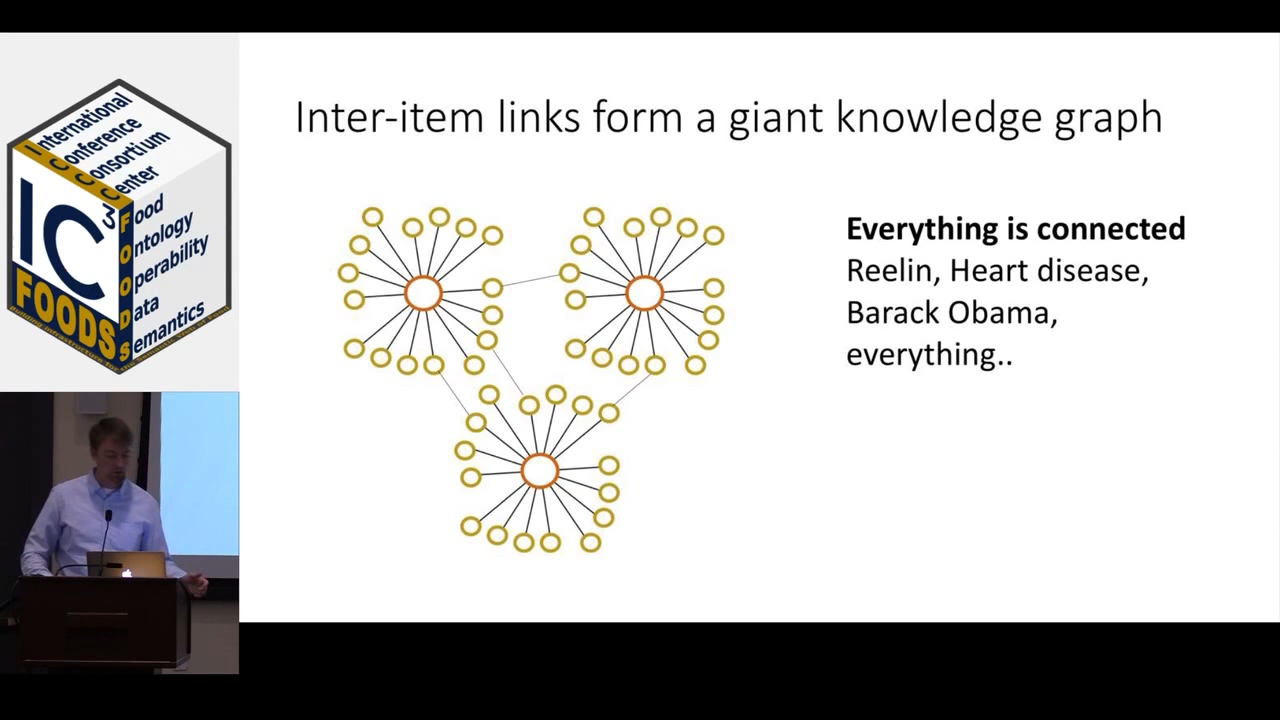 International
Conference
Consortium
Center
IC3
FOODS
Food
Ontology
Operability
Data
Semantics
Inter-item links form a giant knowledge graph
Everything is connected
Reelin, Heart disease,
Barack Obama,
everything..